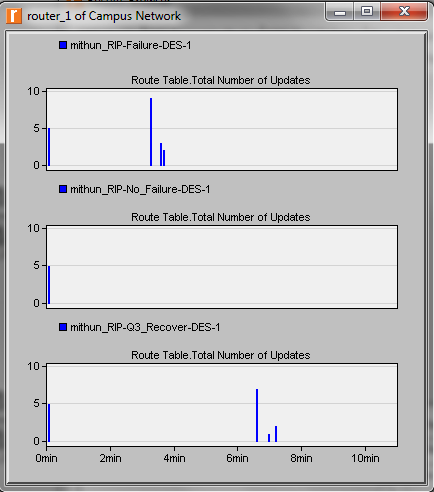 router_1 of Campus Network
mithun_RIP-Failure-DES-1
Route Table.Total Number of Updates
10
5
0
mithun_RIP-No_Failure-DES-1
Route Table.Total Number of Updates
10
5
0
mithun_RIP-Q3_Recover-DES-1
Route Table.Total Number of Updates
10
5
0
0min 2min 4min 6min 8min 10min